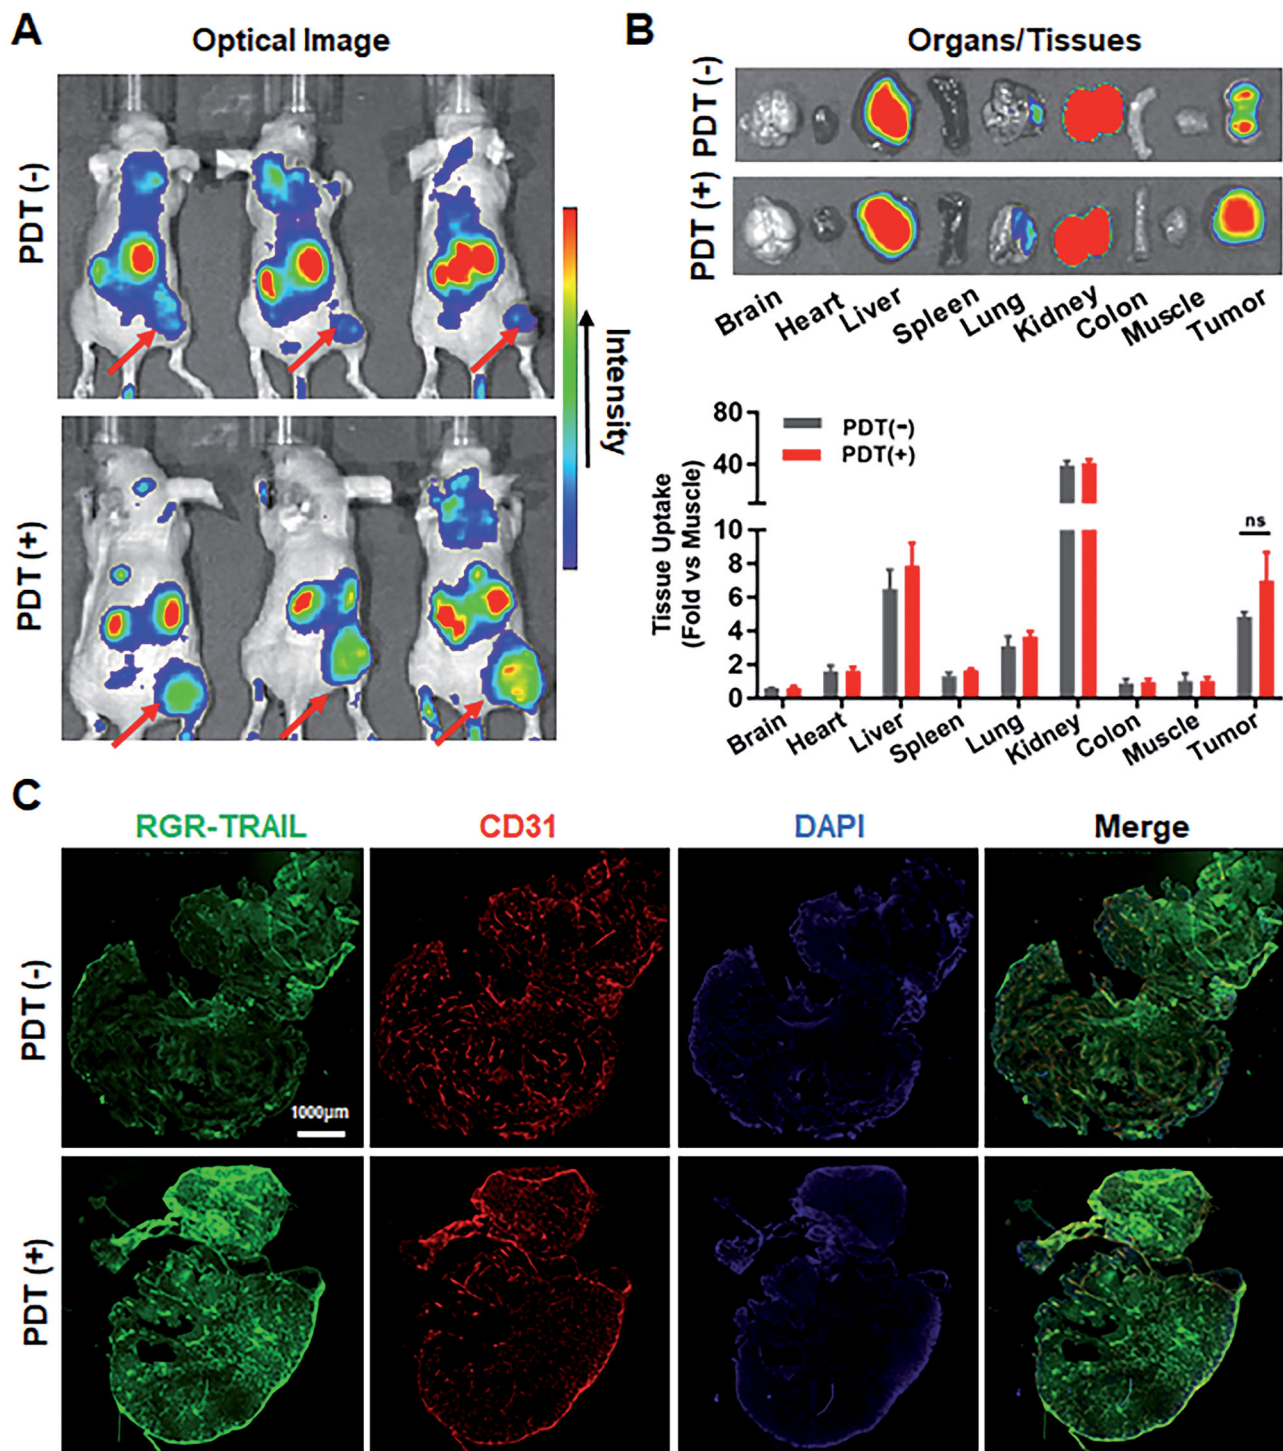 A
Optical Image
PDT (-)
PDT (+)
Intensity
B
Organs/Tissues
PDT (-)
PDT (+)
Brain Heart Liver Spleen Lung Kidney Colon Muscle Tumor
Tissue Uptake
(Fold vs Muscle)
80
40
10
8
6
4
2
0
PDT(-)
PDT(+)
ns
Brain Heart Liver Spleen Lung Kidney Colon Muscle Tumor
C
RGR-TRAIL CD31 DAPI Merge
PDT (-)
1000µm
PDT (+)